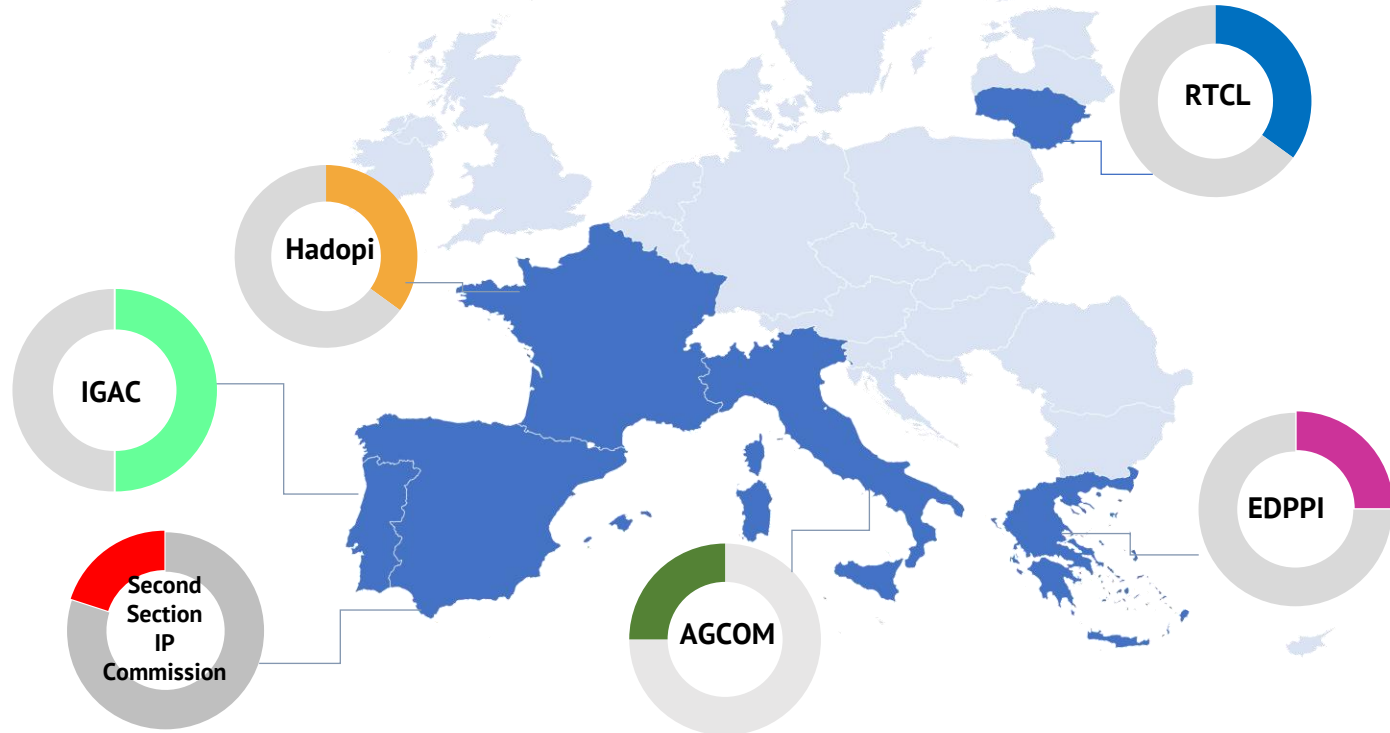 RTCL
Hadopi
IGAC
EDPPI
Second
Section
IP
Commission
AGCOM